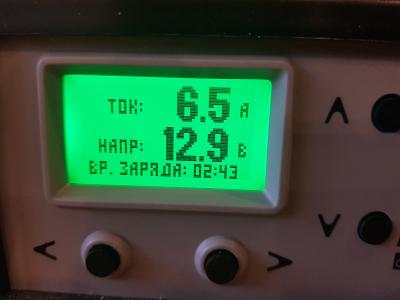 ТОК: 6.5 А
НАПР: 12.9 В
ВР. ЗАРЯДА: 02:43